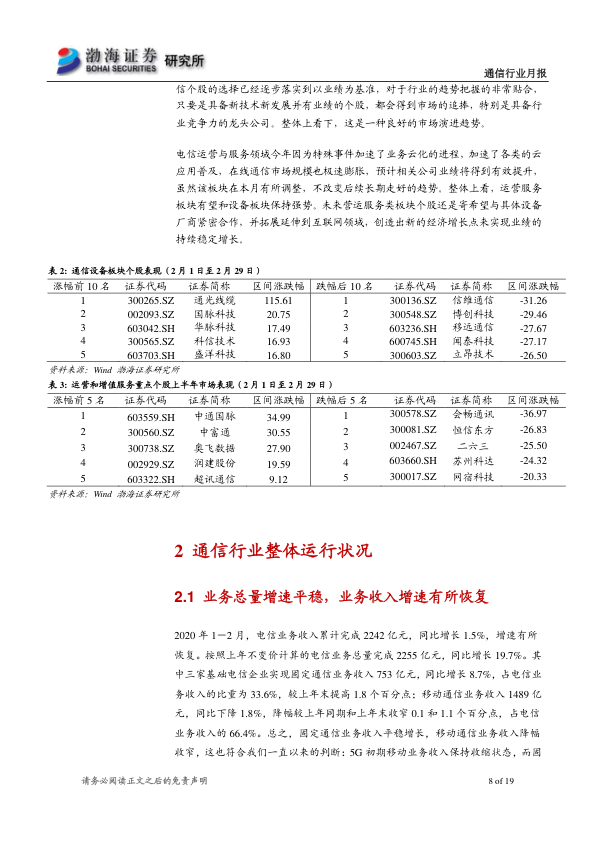 渤海证券 研究所
BOHAI SECURITIES
通信行业月报
信个股的选择已经逐步落实到以业绩为基准，对于行业的趋势把握的非常贴合，
只要是具备新技术新发展并有业绩的个股，都会得到市场的追捧，特别是具备行
业竞争力的龙头公司。整体上看下，这是一种良好的市场演进趋势。
电信运营与服务领域今年因为特殊事件加速了业务云化的进程，加速了各类的云
应用普及，在线通信市场规模也极速膨胀，预计相关公司业绩将得到有效提升，
虽然该板块在本月有所调整，不改变后续长期走好的趋势。整体上看，运营服务
板块有望和设备板块保持强势。未来营运服务类板块个股还是寄希望与具体设备
厂商紧密合作，并拓展延伸到互联网领域，创造出新的经济增长点来实现业绩的
持续稳定增长。
表 2: 通信设备板块个股表现（2 月 1 日至 2 月 29 日）
涨幅前 10 名 证券代码 证券简称 区间涨跌幅 跌幅后 10 名 证券代码 证券简称 区间涨跌幅
1 300265.SZ 通光线缆 115.61 1 300136.SZ 信维通信 -31.26
2 002093.SZ 国脉科技 20.75 2 300548.SZ 博创科技 -29.46
3 603042.SH 华脉科技 17.49 3 603236.SH 移远通信 -27.67
4 300565.SZ 科信技术 16.93 4 600745.SH 闻泰科技 -27.17
5 603703.SH 盛洋科技 16.80 5 300603.SZ 立昂技术 -26.50
资料来源：Wind 渤海证券研究所
表 3: 运营和增值服务重点个股上半年市场表现（2 月 1 日至 2 月 29 日）
涨幅前 5 名 证券代码 证券简称 区间涨跌幅 跌幅后 5 名 证券代码 证券简称 区间涨跌幅
1 603559.SH 中通国脉 34.99 1 300578.SZ 会畅通讯 -36.97
2 300560.SZ 中富通 30.55 2 300081.SZ 恒信东方 -26.83
3 300738.SZ 奥飞数据 27.90 3 002467.SZ 二六三 -25.50
4 002929.SZ 润建股份 19.59 4 603660.SH 苏州科达 -24.32
5 603322.SH 超讯通信 9.12 5 300017.SZ 网宿科技 -20.33
资料来源：Wind 渤海证券研究所
2 通信行业整体运行状况
2.1 业务总量增速平稳，业务收入增速有所恢复
2020 年 1－2 月，电信业务收入累计完成 2242 亿元，同比增长 1.5%，增速有所
恢复。按照上年不变价计算的电信业务总量完成 2255 亿元，同比增长 19.7%。其
中三家基础电信企业实现固定通信业务收入 753 亿元，同比增长 8.7%，占电信业
务收入的比重为 33.6%，较上年末提高 1.8 个百分点；移动通信业务收入 1489 亿
元，同比下降 1.8%，降幅较上年同期和上年末收窄 0.1 和 1.1 个百分点，占电信
业务收入的 66.4%。总之，固定通信业务收入平稳增长，移动通信业务收入降幅
收窄，这也符合我们一直以来的判断：5G 初期移动业务收入保持收缩状态，而固
请务必阅读正文之后的免责声明
8 of 19